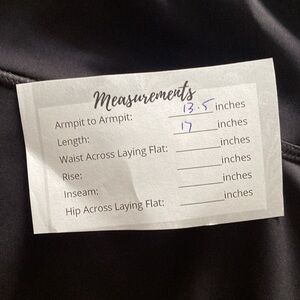 Measurements
Armpit to Armpit: 13.5 inches
Length: 17 inches
Waist Across Laying Flat: inches
Rise: inches
Inseam: inches
Hip Across Laying Flat: inches